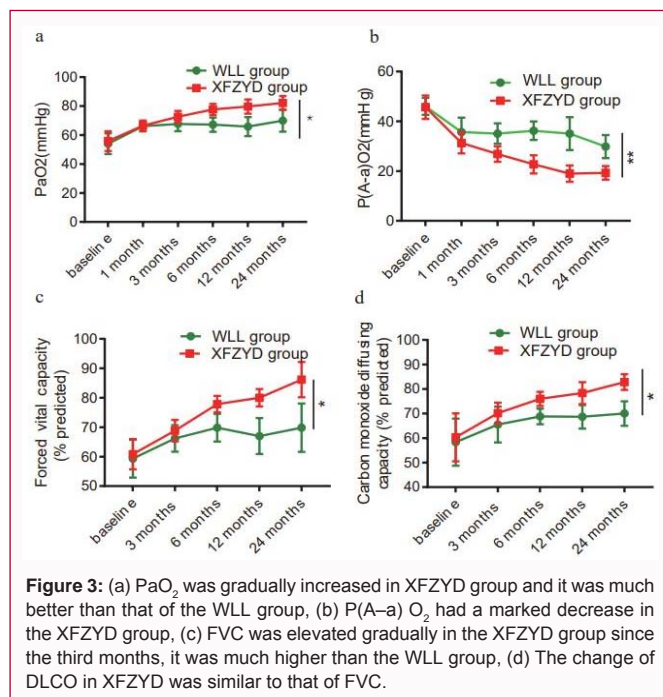 a
WLL group
XFZYD group
PaO2(mmHg)
100
80
60
40
20
0
*
baseline
1 month
3 months
6 months
12 months
24 months
b
WLL group
XFZYD group
P(A-a)O2(mmHg)
60
40
20
0
**
baseline
1 month
3 months
6 months
12 months
24 months
c
WLL group
XFZYD group
Forced vital capacity
(% predicted)
100
90
80
70
60
50
*
baseline
3 months
6 months
12 months
24 months
d
WLL group
XFZYD group
Carbon monoxide diffusing
capacity (% predicted)
100
90
80
70
60
50
40
*
baseline
3 months
6 months
12 months
24 months
Figure 3: (a) PaO₂ was gradually increased in XFZYD group and it was much
better than that of the WLL group, (b) P(A–a) O₂ had a marked decrease in
the XFZYD group, (c) FVC was elevated gradually in the XFZYD group since
the third months, it was much higher than the WLL group, (d) The change of
DLCO in XFZYD was similar to that of FVC.